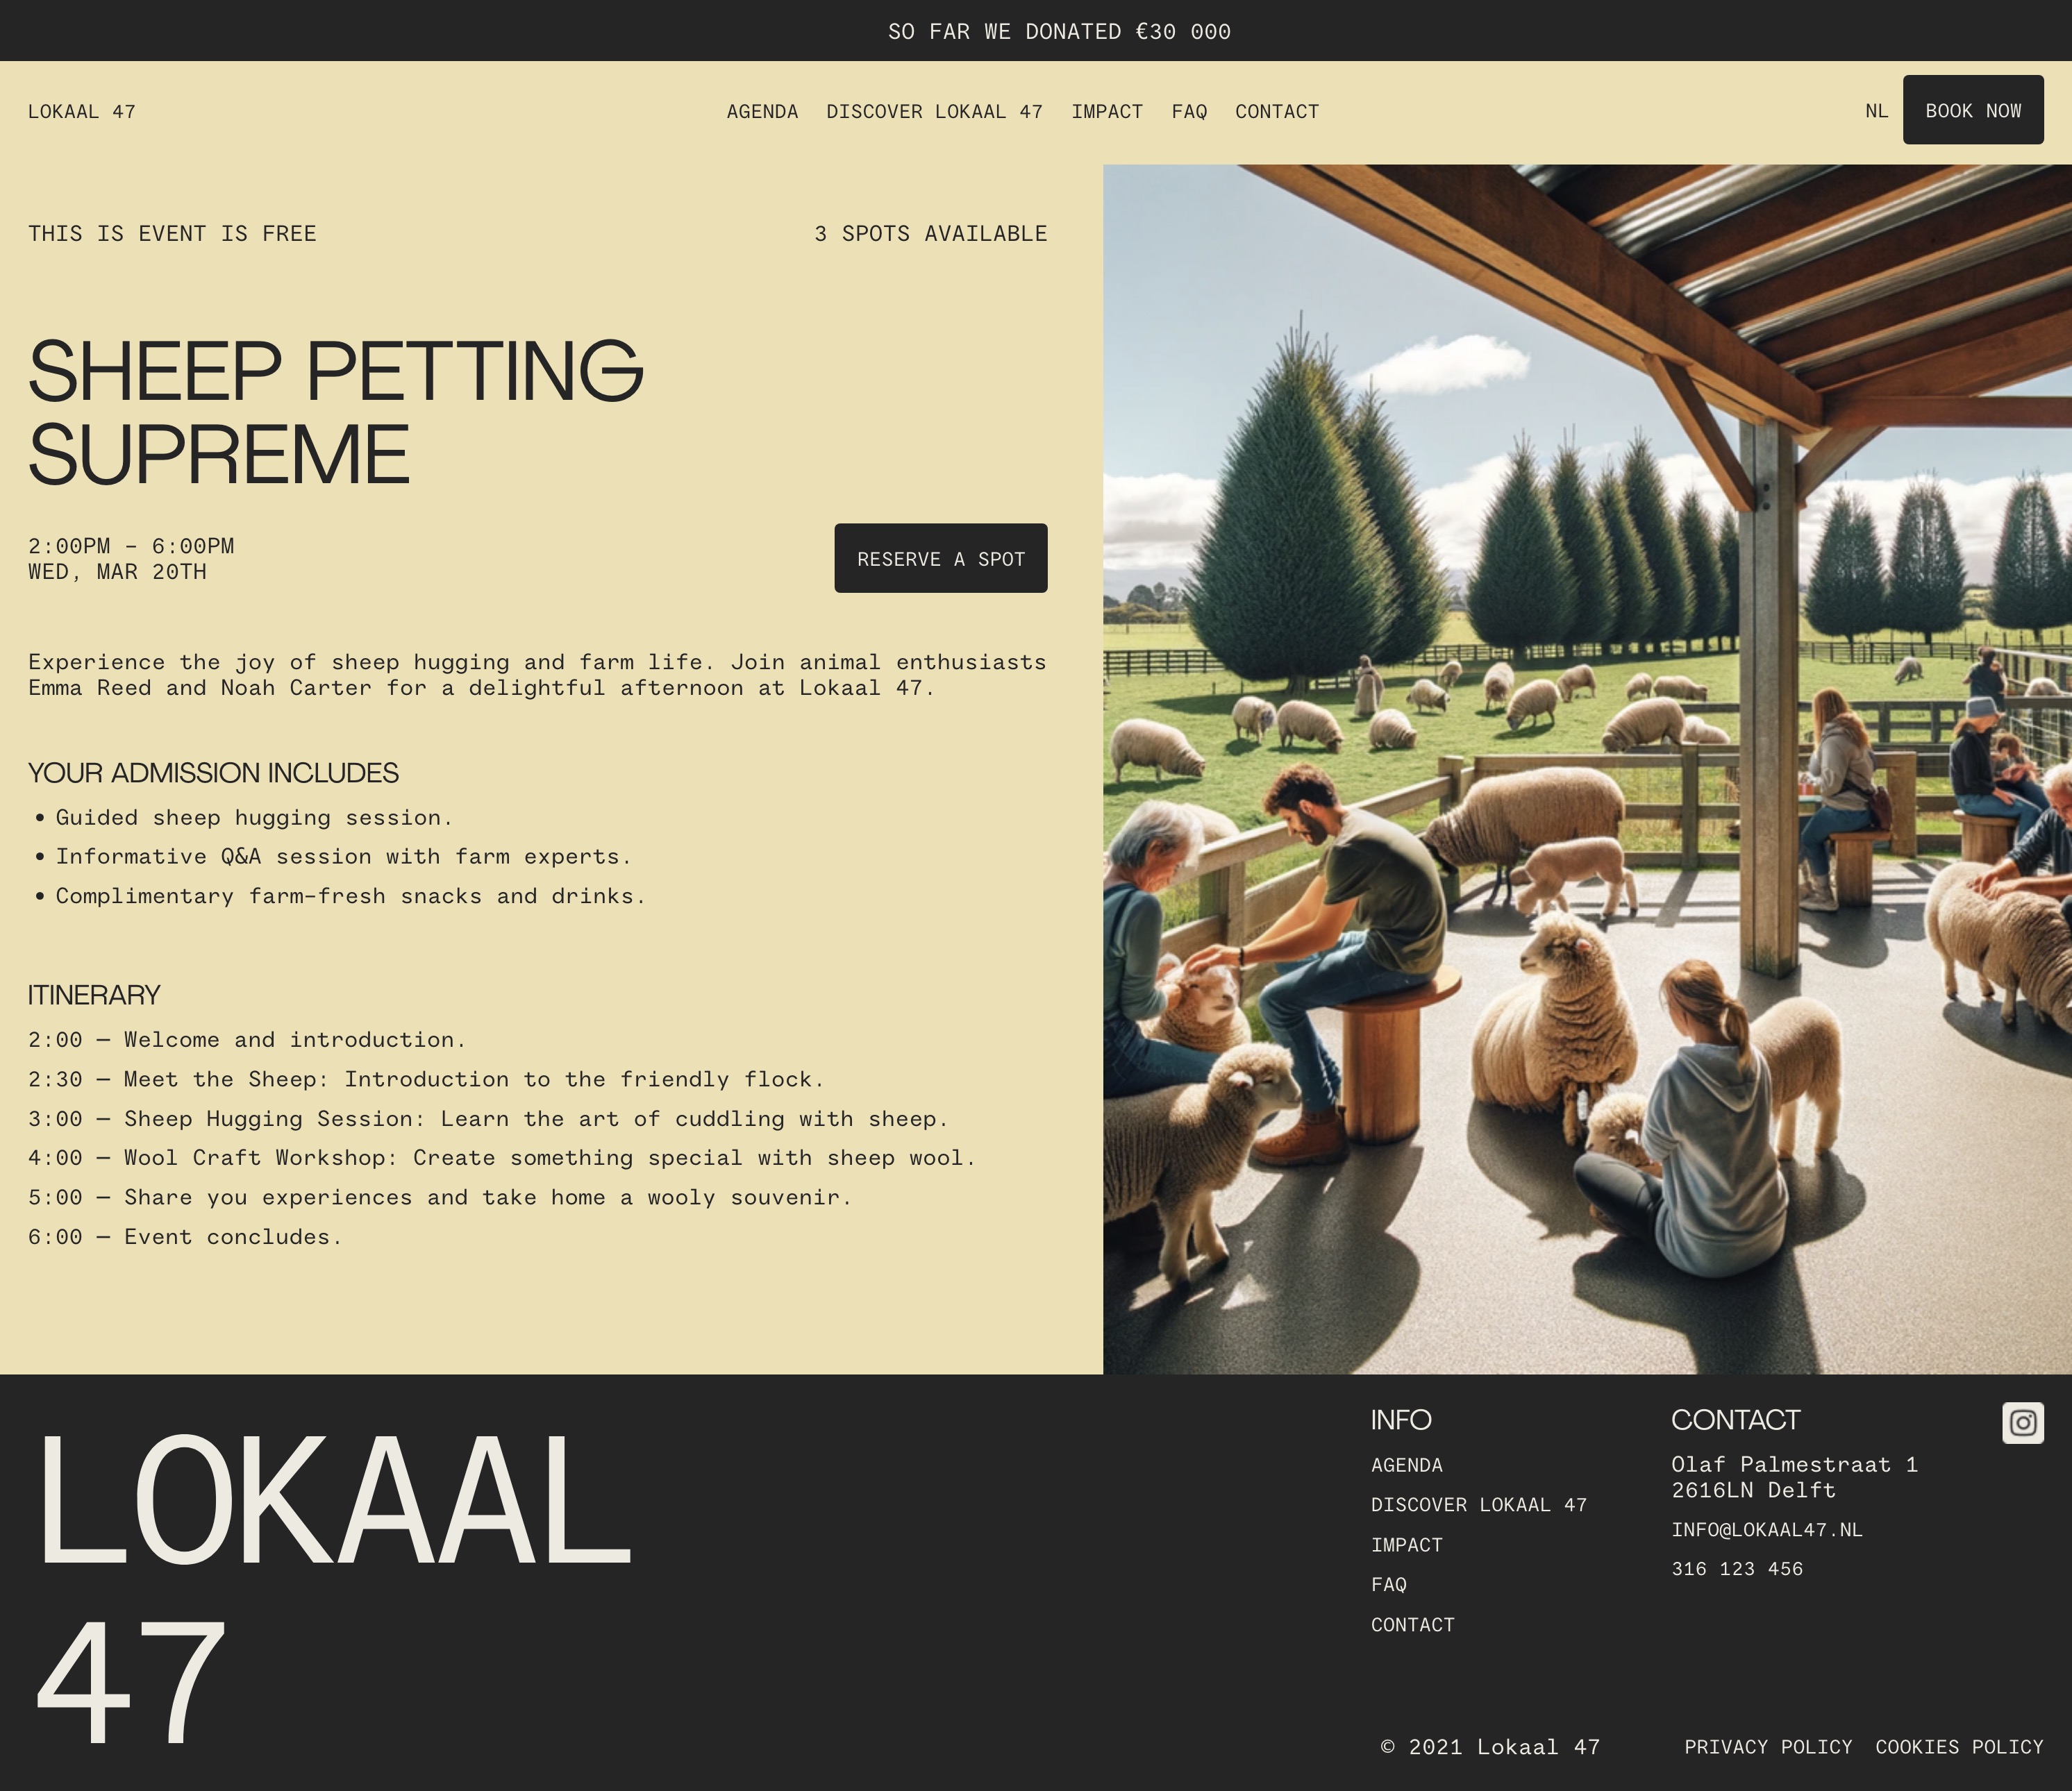 SO FAR WE DONATED €30 000
LOKAAL 47
AGENDA DISCOVER LOKAAL 47 IMPACT FAQ CONTACT
NL BOOK NOW
THIS IS EVENT IS FREE
3 SPOTS AVAILABLE
SHEEP PETTING
SUPREME
2:00PM – 6:00PM
WED, MAR 20TH
RESERVE A SPOT
Experience the joy of sheep hugging and farm life. Join animal enthusiasts
Emma Reed and Noah Carter for a delightful afternoon at Lokaal 47.
YOUR ADMISSION INCLUDES
• Guided sheep hugging session.
• Informative Q&A session with farm experts.
• Complimentary farm-fresh snacks and drinks.
ITINERARY
2:00 — Welcome and introduction.
2:30 — Meet the Sheep: Introduction to the friendly flock.
3:00 — Sheep Hugging Session: Learn the art of cuddling with sheep.
4:00 — Wool Craft Workshop: Create something special with sheep wool.
5:00 — Share you experiences and take home a wooly souvenir.
6:00 — Event concludes.
LOKAAL
47
INFO
AGENDA
DISCOVER LOKAAL 47
IMPACT
FAQ
CONTACT
CONTACT
Olaf Palmestraat 1
2616LN Delft
INFO@LOKAAL47.NL
316 123 456
© 2021 Lokaal 47
PRIVACY POLICY COOKIES POLICY